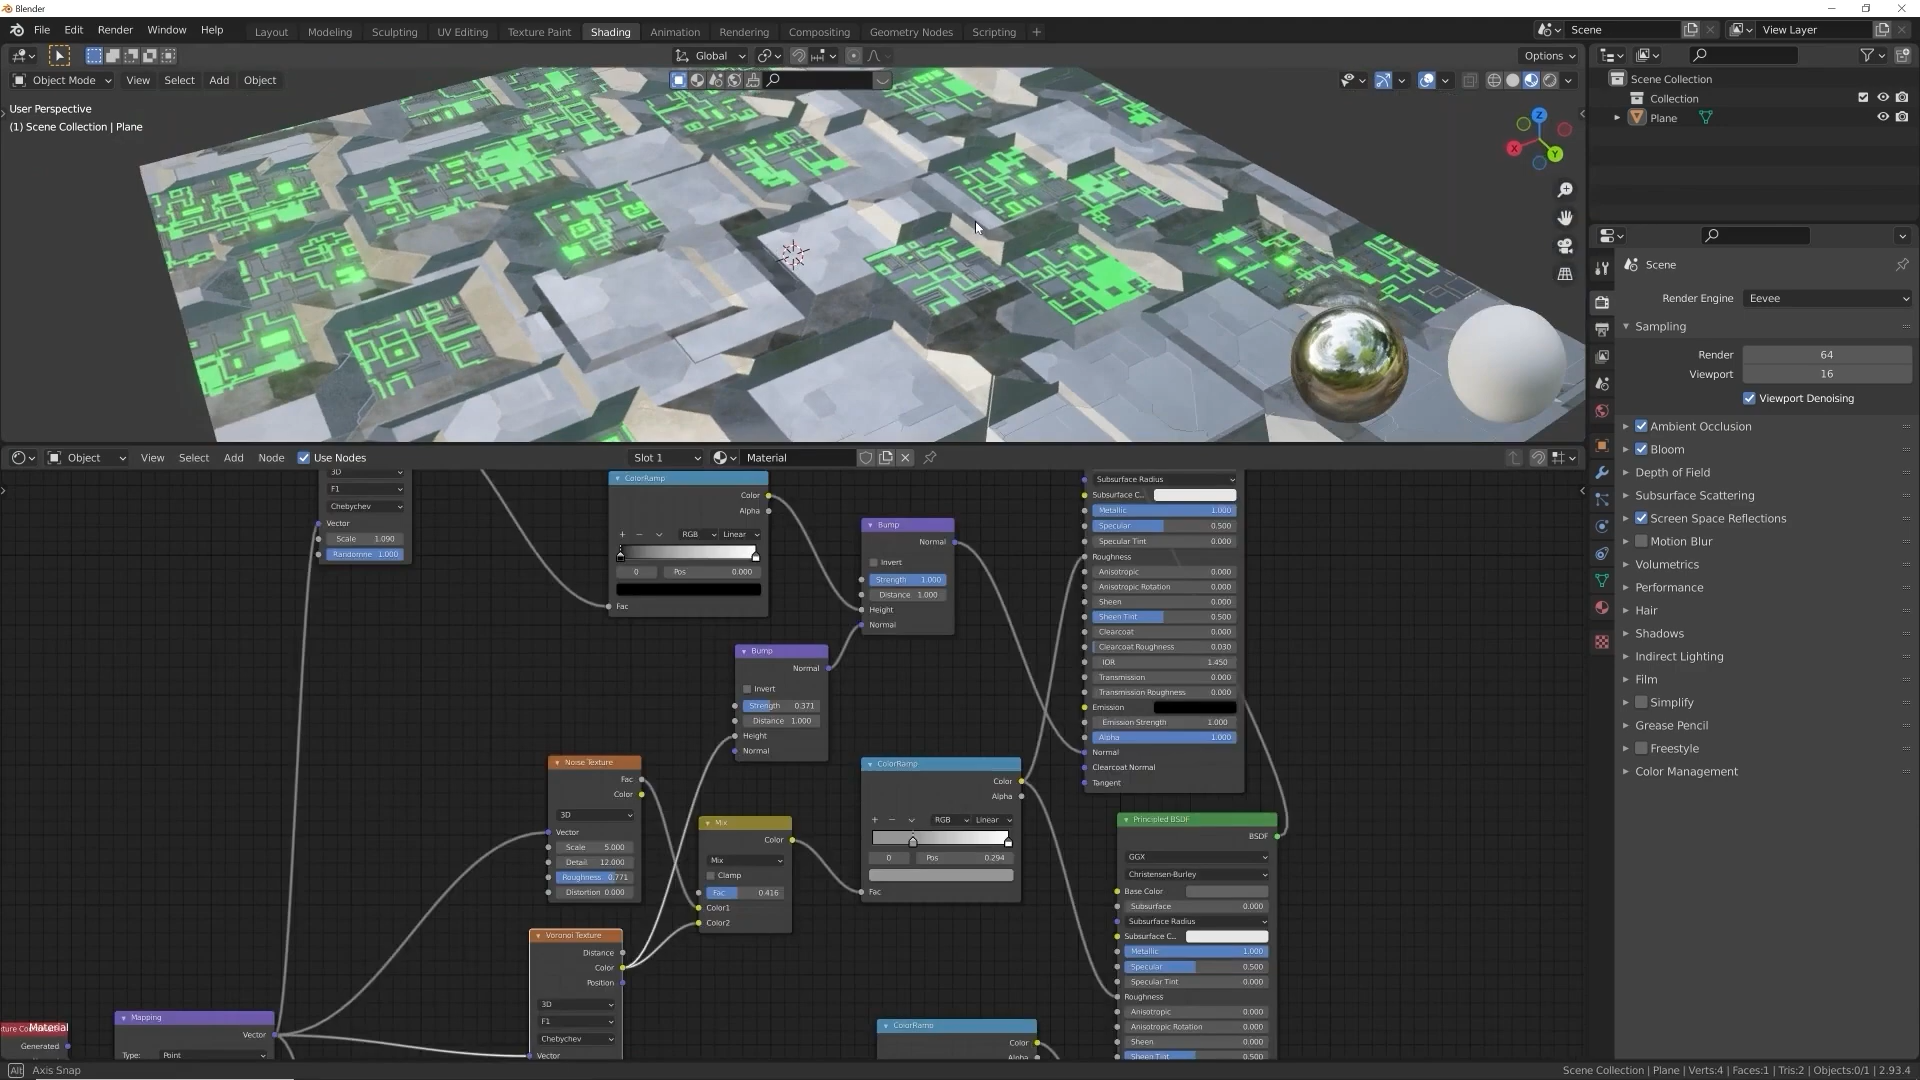 Blender
File Edit Render Window Help
Layout Modeling Sculpting UV Editing Texture Paint Shading Animation Rendering Compositing Geometry Nodes Scripting +
Scene View Layer
Global Options
Object Mode View Select Add Object
User Perspective
(1) Scene Collection | Plane
Z
X Y
Scene Collection
Collection
Plane
Scene
Render Engine Eevee
Sampling
Render 64
Viewport 16
Viewport Denoising
Ambient Occlusion
Bloom
Depth of Field
Subsurface Scattering
Screen Space Reflections
Motion Blur
Volumetrics
Performance
Hair
Shadows
Indirect Lighting
Film
Simplify
Grease Pencil
Freestyle
Color Management
Object View Select Add Node Use Nodes Slot 1 Material
3D
F1
Chebychev
Vector
Scale 1.090
Randomne 1.000
ColorRamp
Color
Alpha
RGB Linear
0 Pos 0.000
Fac
Bump
Normal
Invert
Strength 1.000
Distance 1.000
Height
Normal
Bump
Normal
Invert
Strength 0.371
Distance 1.000
Height
Normal
Noise Texture
Fac
Color
3D
Vector
Scale 5.000
Detail 12.000
Roughness 0.771
Distortion 0.000
Mix
Color
Mix
Clamp
Fac 0.416
Color1
Color2
ColorRamp
Color
Alpha
RGB Linear
0 Pos 0.294
Fac
Voronoi Texture
Distance
Color
Position
3D
F1
Chebychev
Vector
Mapping
Vector
Type: Point
ture Coo
Material
Generated
ColorRamp
Color
Alpha
Subsurface Radius
Subsurface C..
Metallic 1.000
Specular 0.500
Specular Tint 0.000
Roughness
Anisotropic 0.000
Anisotropic Rotation 0.000
Sheen 0.000
Sheen Tint 0.500
Clearcoat 0.000
Clearcoat Roughness 0.030
IOR 1.450
Transmission 0.000
Transmission Roughness 0.000
Emission
Emission Strength 1.000
Alpha 1.000
Normal
Clearcoat Normal
Tangent
Principled BSDF
BSDF
GGX
Christensen-Burley
Base Color
Subsurface 0.000
Subsurface Radius
Subsurface C..
Metallic 1.000
Specular 0.500
Specular Tint 0.000
Roughness
Anisotropic 0.000
Anisotropic Rotation 0.000
Sheen 0.000
Sheen Tint 0.500
Alt Axis Snap
Scene Collection | Plane | Verts:4 | Faces:1 | Tris:2 | Objects:0/1 | 2.93.4